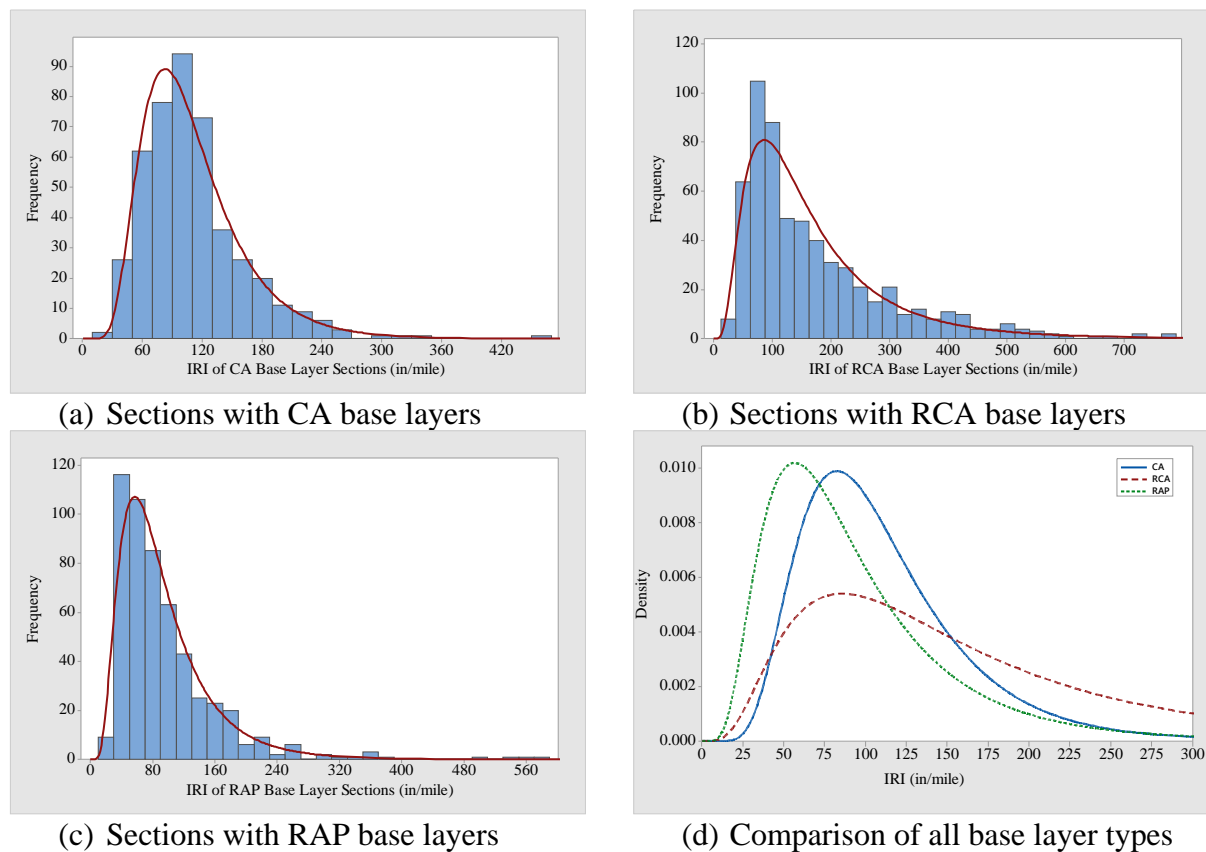 90
80
70
60
50
40
30
20
10
0
Frequency
0 60 120 180 240 300 360 420
IRI of CA Base Layer Sections (in/mile)
(a) Sections with CA base layers
120
100
80
60
40
20
0
Frequency
0 100 200 300 400 500 600 700
IRI of RCA Base Layer Sections (in/mile)
(b) Sections with RCA base layers
120
100
80
60
40
20
0
Frequency
0 80 160 240 320 400 480 560
IRI of RAP Base Layer Sections (in/mile)
(c) Sections with RAP base layers
0.010
0.008
0.006
0.004
0.002
0.000
Density
CA
RCA
RAP
0 25 50 75 100 125 150 175 200 225 250 275 300
IRI (in/mile)
(d) Comparison of all base layer types